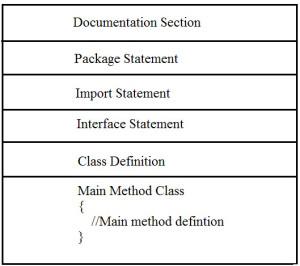 Documentation Section
Package Statement
Import Statement
Interface Statement
Class Definition
Main Method Class
{
//Main method defintion
}